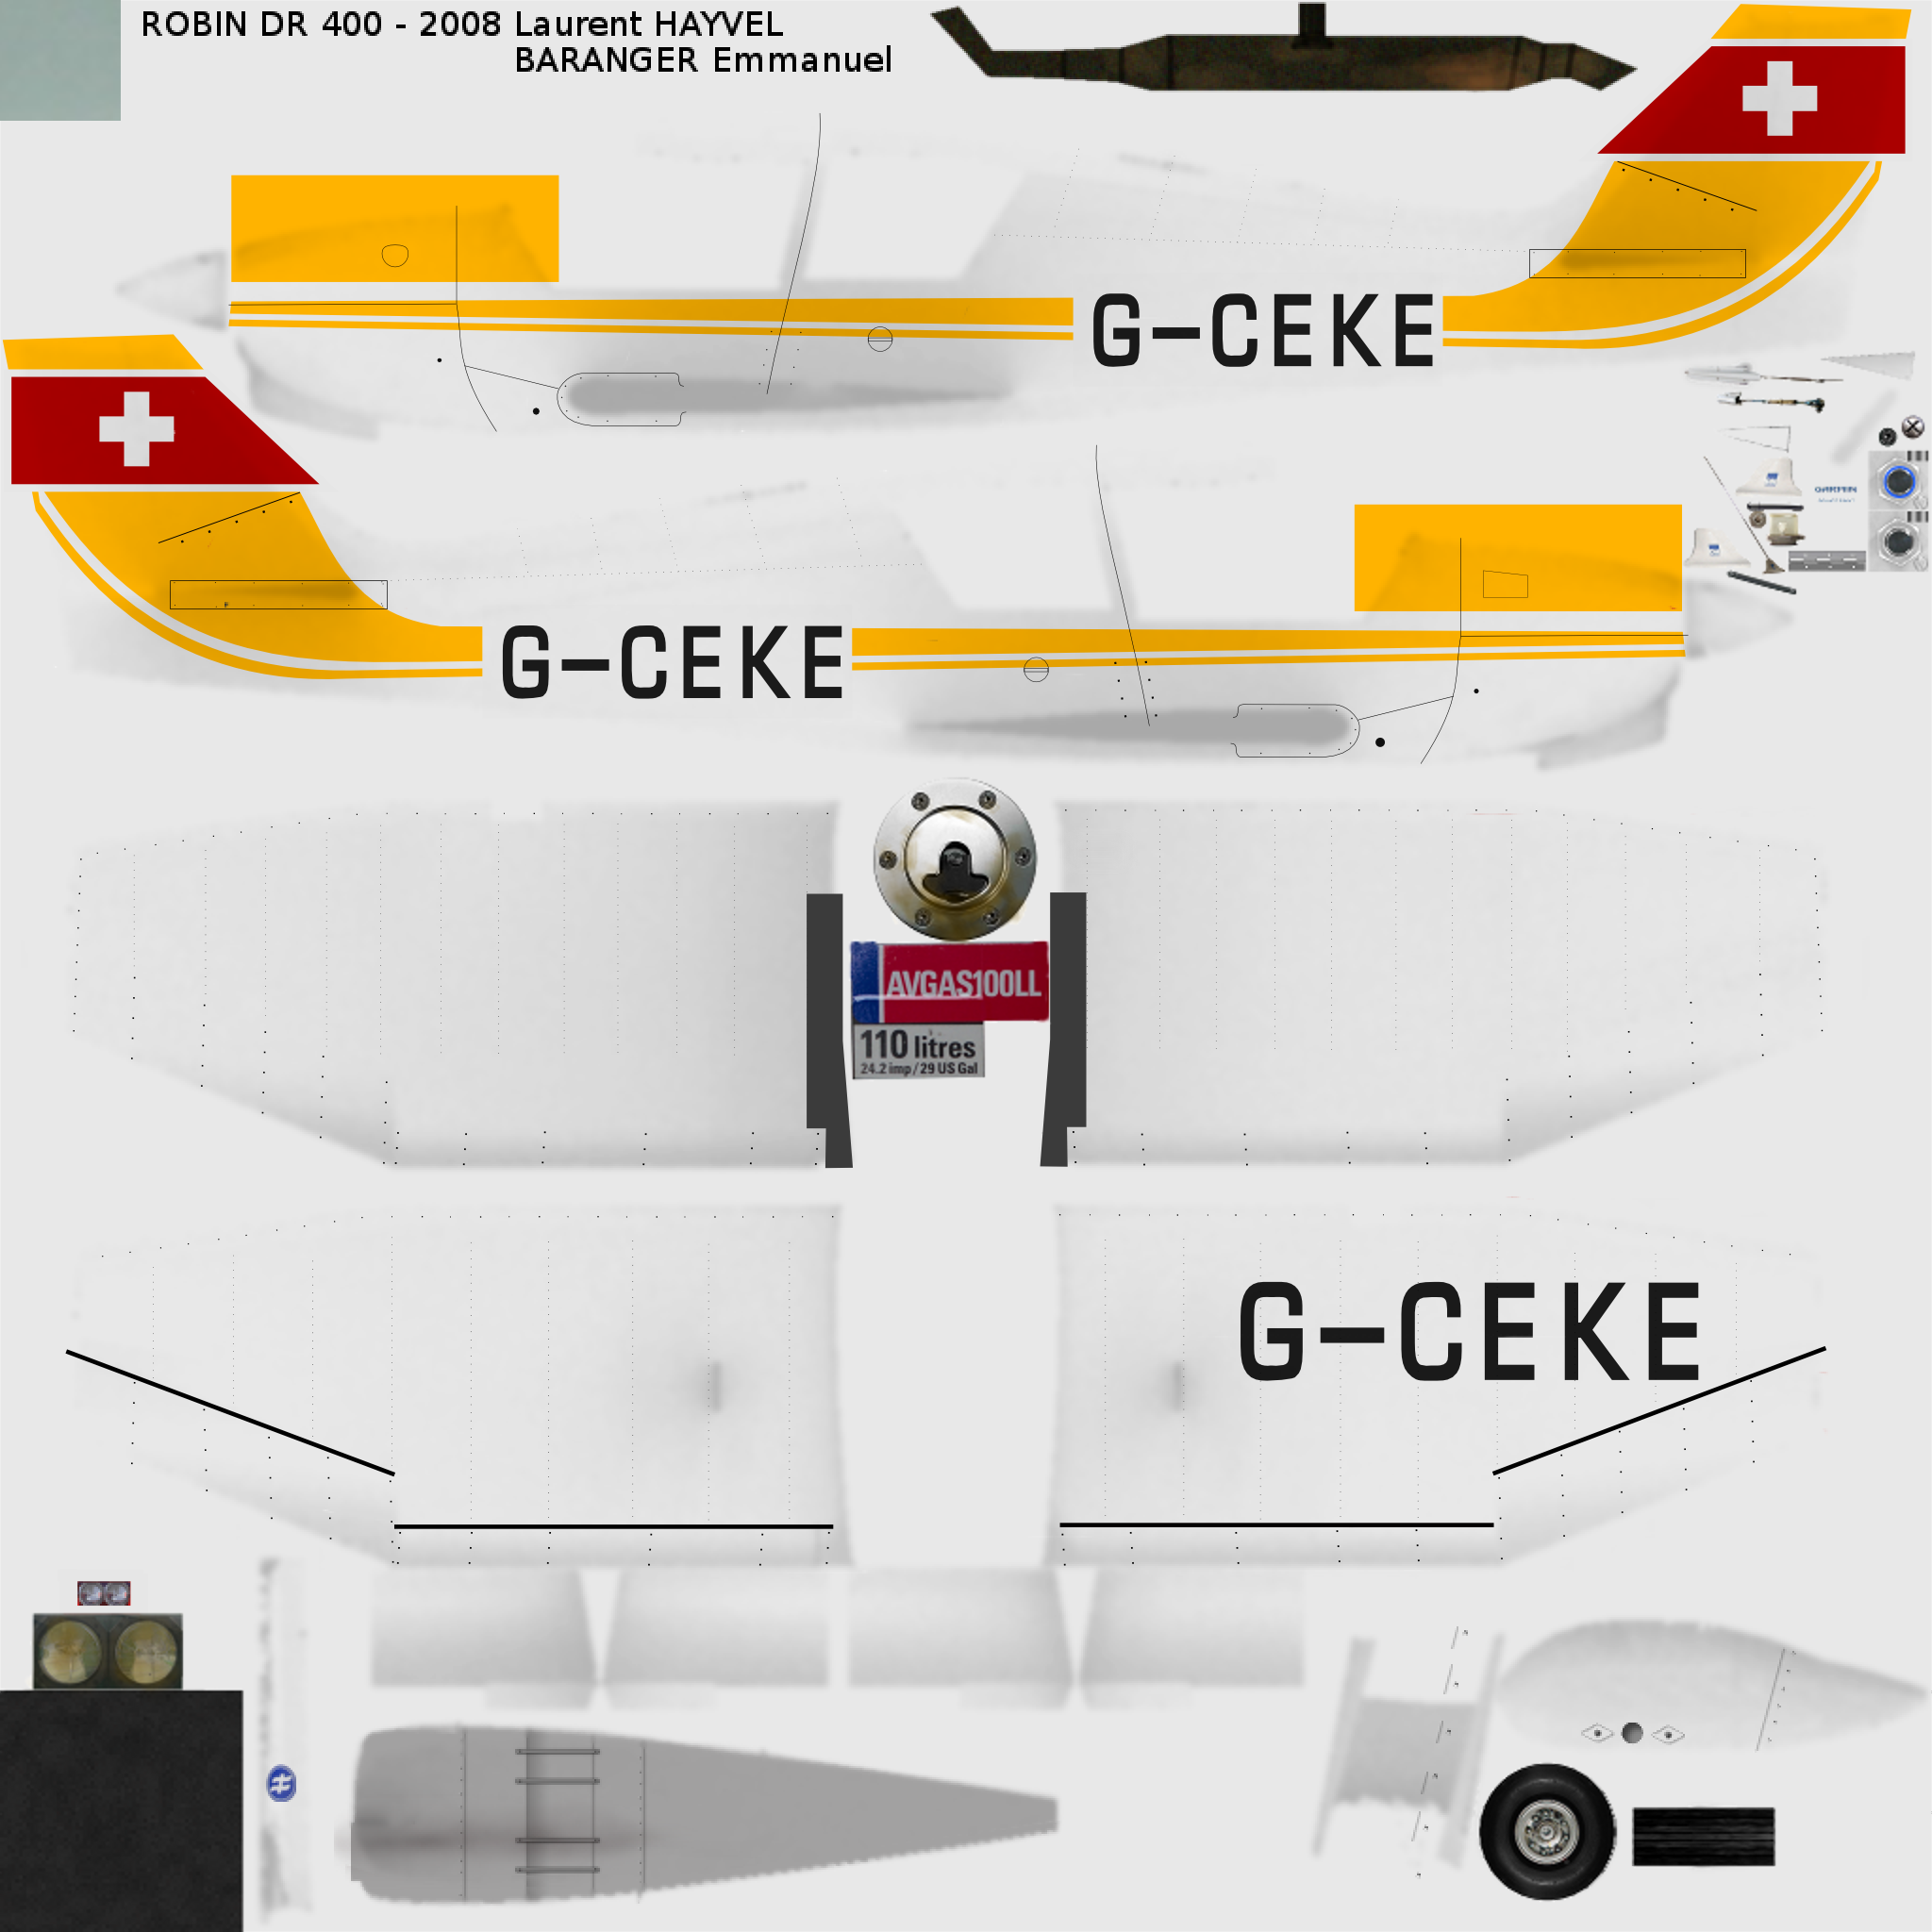 ROBIN DR 400 - 2008 Laurent HAYVEL
BARANGER Emmanuel
G-CEKE
G-CEKE
AVGAS100LL
110 litres
24.2 imp/29 US Gal
G-CEKE